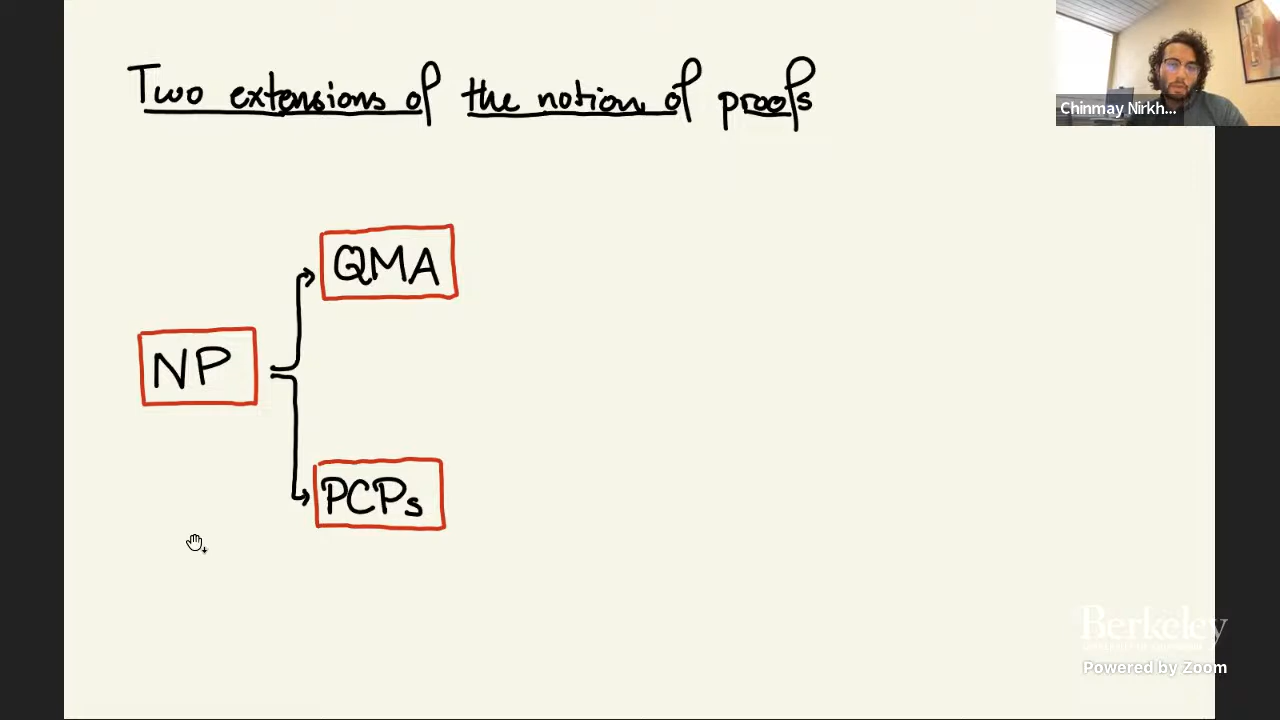 Two extensions of the notion of proofs
Chinmay Nirkh...
QMA
NP
PCPs
Berkeley
Powered by Zoom